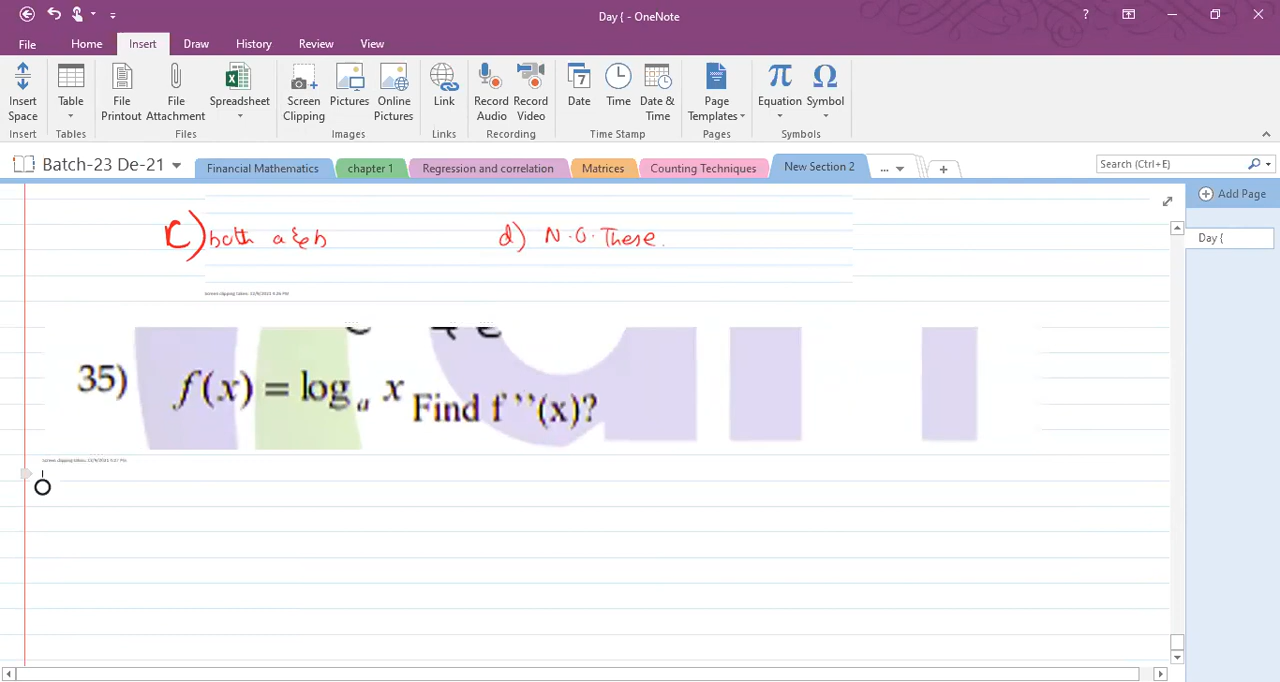 Day { - OneNote
?
File Home Insert Draw History Review View
Insert Space Table File Printout File Attachment Spreadsheet Screen Clipping Pictures Online Pictures Link Record Audio Record Video Date Time Date & Time Page Templates Equation Symbol
Insert Tables Files Images Links Recording Time Stamp Pages Symbols
Batch-23 De-21 Financial Mathematics chapter 1 Regression and correlation Matrices Counting Techniques New Section 2 ... Search (Ctrl+E)
Add Page
Day {
C) both a & b d) N.O.These.
35) f(x) = log a x Find f ’’(x)?